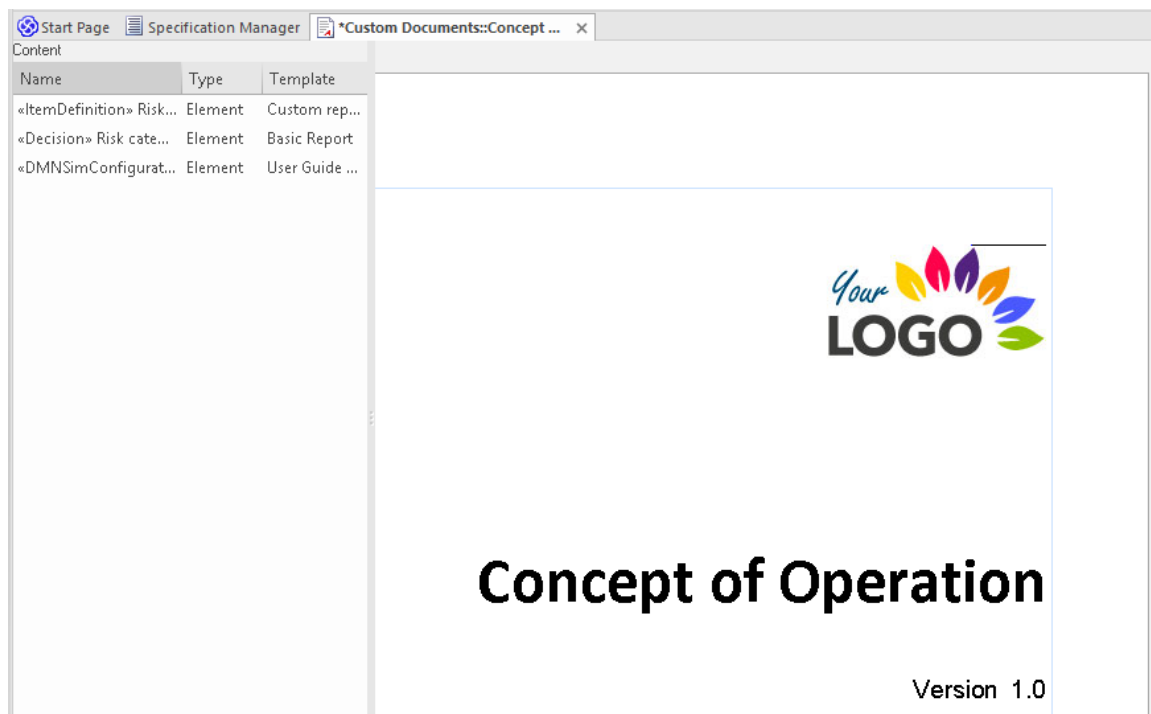 Start Page Specification Manager *Custom Documents::Concept ... ×
Content
Name Type Template
«ItemDefinition» Risk... Element Custom rep...
«Decision» Risk cate... Element Basic Report
«DMNSimConfigurat... Element User Guide ...
Your
LOGO
Concept of Operation
Version 1.0